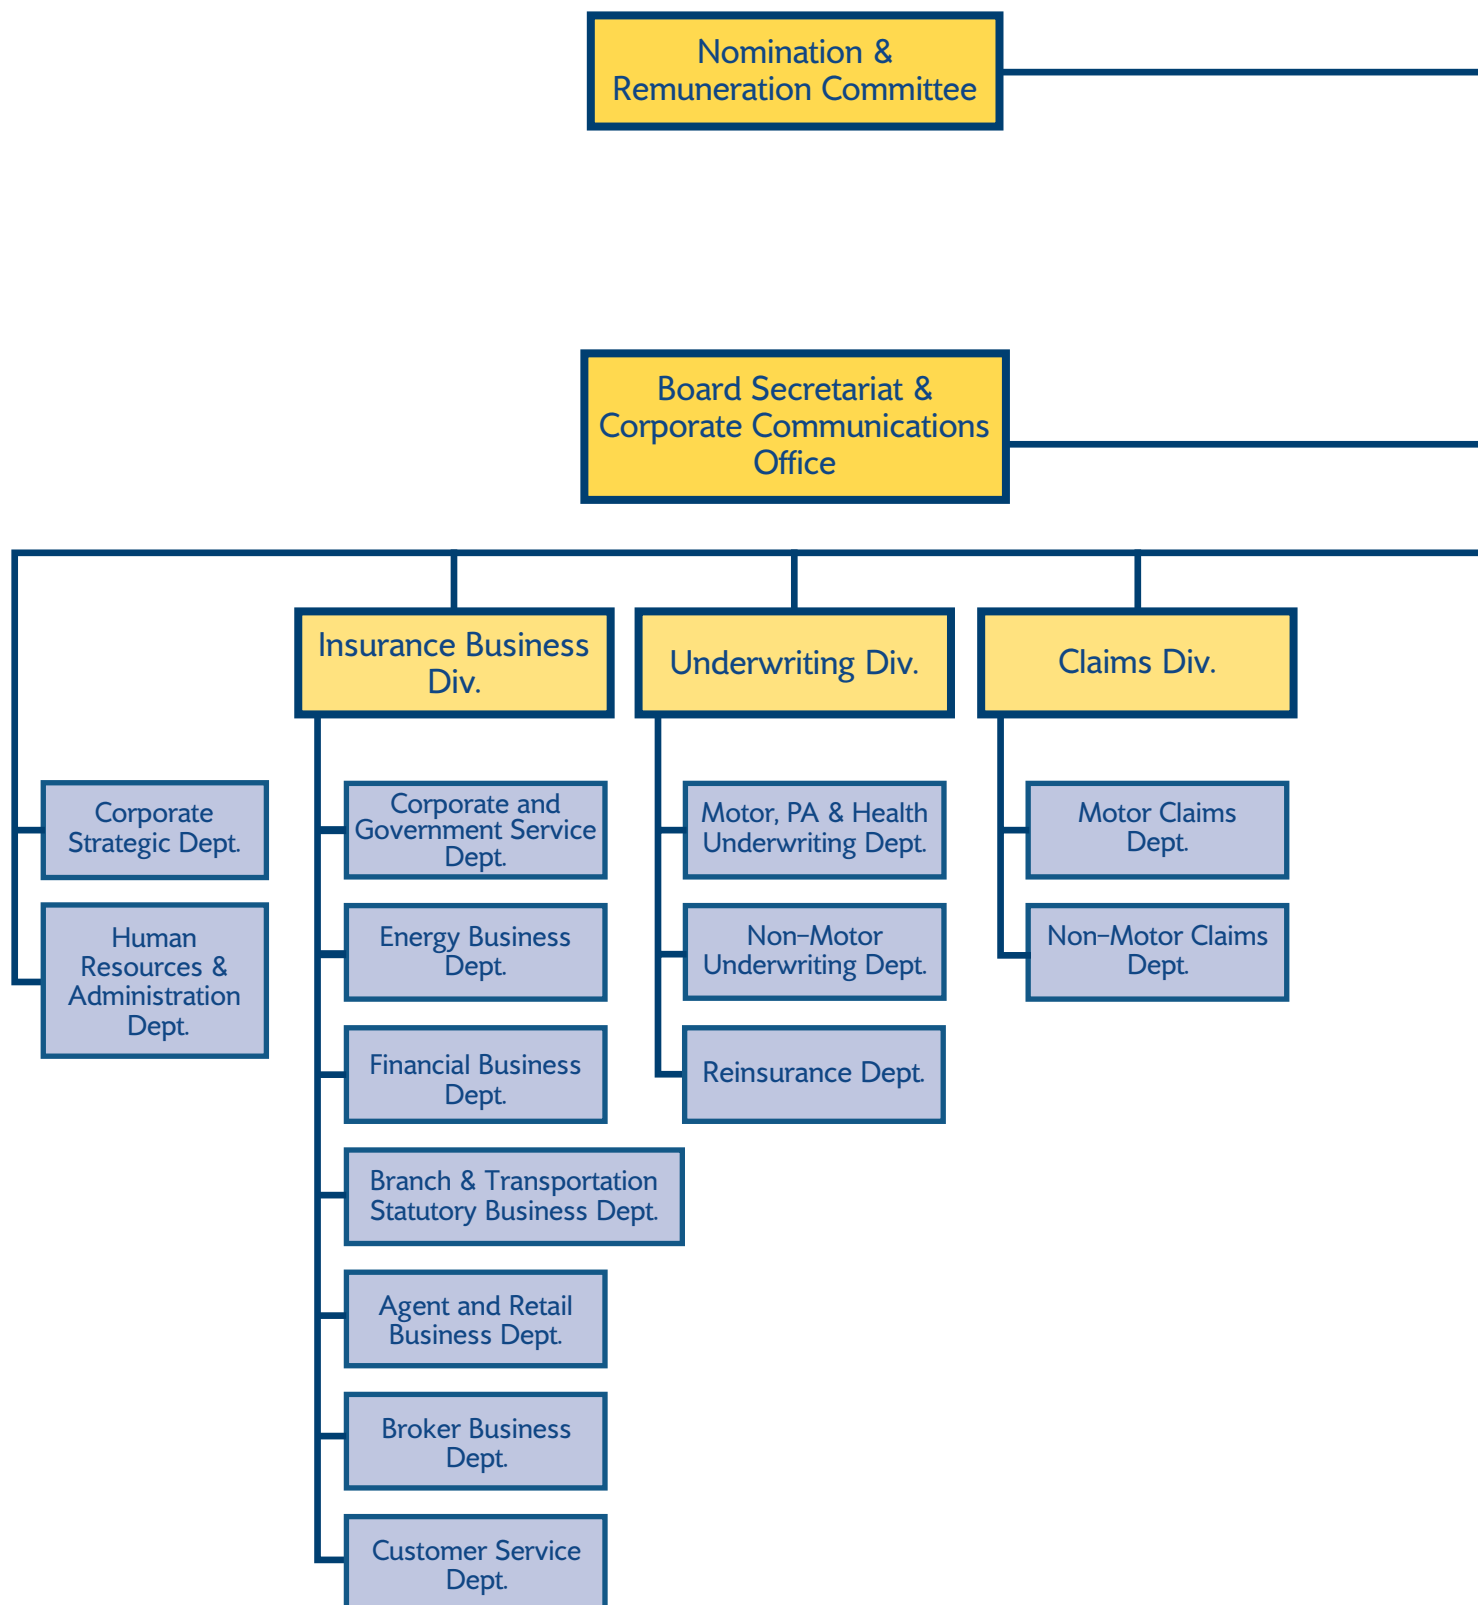 Nomination &
Remuneration Committee
Board Secretariat &
Corporate Communications
Office
Insurance Business
Div.
Underwriting Div.
Claims Div.
Corporate
Strategic Dept.
Human
Resources &
Administration
Dept.
Corporate and
Government Service
Dept.
Energy Business
Dept.
Financial Business
Dept.
Branch & Transportation
Statutory Business Dept.
Agent and Retail
Business Dept.
Broker Business
Dept.
Customer Service
Dept.
Motor, PA & Health
Underwriting Dept.
Non-Motor
Underwriting Dept.
Reinsurance Dept.
Motor Claims
Dept.
Non-Motor Claims
Dept.